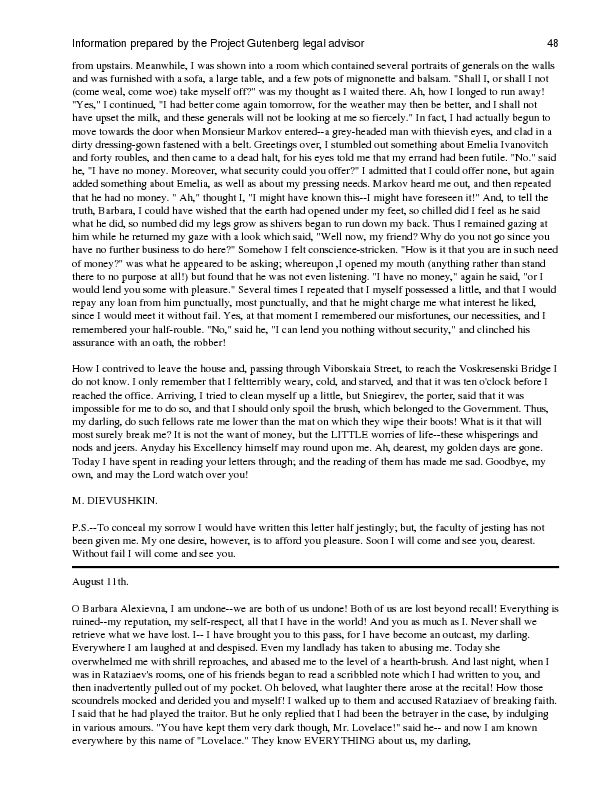 Information prepared by the Project Gutenberg legal advisor 48
from upstairs. Meanwhile, I was shown into a room which contained several portraits of generals on the walls
and was furnished with a sofa, a large table, and a few pots of mignonette and balsam. "Shall I, or shall I not
(come weal, come woe) take myself off?" was my thought as I waited there. Ah, how I longed to run away!
"Yes," I continued, "I had better come again tomorrow, for the weather may then be better, and I shall not
have upset the milk, and these generals will not be looking at me so fiercely." In fact, I had actually begun to
move towards the door when Monsieur Markov entered--a grey-headed man with thievish eyes, and clad in a
dirty dressing-gown fastened with a belt. Greetings over, I stumbled out something about Emelia Ivanovitch
and forty roubles, and then came to a dead halt, for his eyes told me that my errand had been futile. "No." said
he, "I have no money. Moreover, what security could you offer?" I admitted that I could offer none, but again
added something about Emelia, as well as about my pressing needs. Markov heard me out, and then repeated
that he had no money. " Ah," thought I, "I might have known this--I might have foreseen it!" And, to tell the
truth, Barbara, I could have wished that the earth had opened under my feet, so chilled did I feel as he said
what he did, so numbed did my legs grow as shivers began to run down my back. Thus I remained gazing at
him while he returned my gaze with a look which said, "Well now, my friend? Why do you not go since you
have no further business to do here?" Somehow I felt conscience-stricken. "How is it that you are in such need
of money?" was what he appeared to be asking; whereupon ,I opened my mouth (anything rather than stand
there to no purpose at all!) but found that he was not even listening. "I have no money," again he said, "or I
would lend you some with pleasure." Several times I repeated that I myself possessed a little, and that I would
repay any loan from him punctually, most punctually, and that he might charge me what interest he liked,
since I would meet it without fail. Yes, at that moment I remembered our misfortunes, our necessities, and I
remembered your half-rouble. "No," said he, "I can lend you nothing without security," and clinched his
assurance with an oath, the robber!
How I contrived to leave the house and, passing through Viborskaia Street, to reach the Voskresenski Bridge I
do not know. I only remember that I feltterribly weary, cold, and starved, and that it was ten o'clock before I
reached the office. Arriving, I tried to clean myself up a little, but Sniegirev, the porter, said that it was
impossible for me to do so, and that I should only spoil the brush, which belonged to the Government. Thus,
my darling, do such fellows rate me lower than the mat on which they wipe their boots! What is it that will
most surely break me? It is not the want of money, but the LITTLE worries of life--these whisperings and
nods and jeers. Anyday his Excellency himself may round upon me. Ah, dearest, my golden days are gone.
Today I have spent in reading your letters through; and the reading of them has made me sad. Goodbye, my
own, and may the Lord watch over you!
M. DIEVUSHKIN.
P.S.--To conceal my sorrow I would have written this letter half jestingly; but, the faculty of jesting has not
been given me. My one desire, however, is to afford you pleasure. Soon I will come and see you, dearest.
Without fail I will come and see you.
August 11th.
O Barbara Alexievna, I am undone--we are both of us undone! Both of us are lost beyond recall! Everything is
ruined--my reputation, my self-respect, all that I have in the world! And you as much as I. Never shall we
retrieve what we have lost. I-- I have brought you to this pass, for I have become an outcast, my darling.
Everywhere I am laughed at and despised. Even my landlady has taken to abusing me. Today she
overwhelmed me with shrill reproaches, and abased me to the level of a hearth-brush. And last night, when I
was in Rataziaev's rooms, one of his friends began to read a scribbled note which I had written to you, and
then inadvertently pulled out of my pocket. Oh beloved, what laughter there arose at the recital! How those
scoundrels mocked and derided you and myself! I walked up to them and accused Rataziaev of breaking faith.
I said that he had played the traitor. But he only replied that I had been the betrayer in the case, by indulging
in various amours. "You have kept them very dark though, Mr. Lovelace!" said he-- and now I am known
everywhere by this name of "Lovelace." They know EVERYTHING about us, my darling,